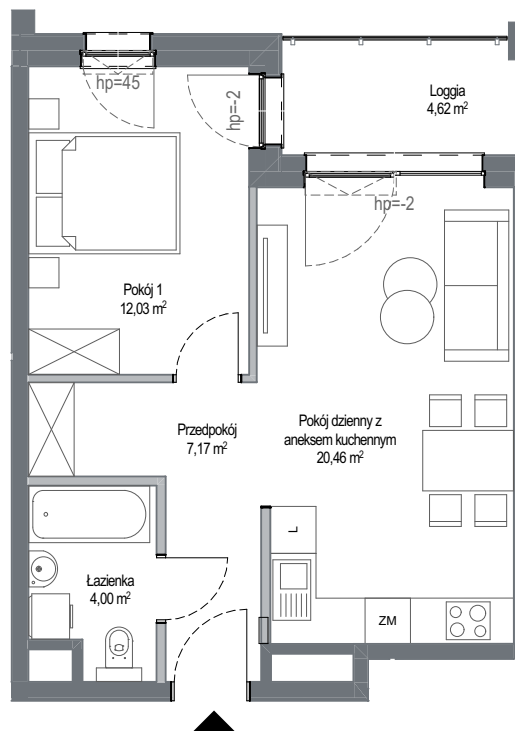 hp=45
hp=-2
Loggia
4,62 m²
hp=-2
Pokój 1
12,03 m²
Przedpokój
7,17 m²
Pokój dzienny z
aneksem kuchennym
20,46 m²
L
Łazienka
4,00 m²
ZM